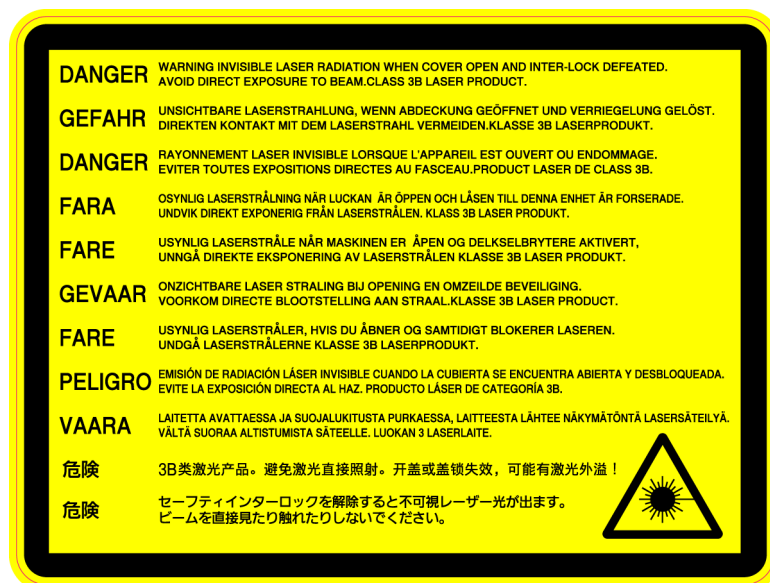 DANGER WARNING INVISIBLE LASER RADIATION WHEN COVER OPEN AND INTER-LOCK DEFEATED.
AVOID DIRECT EXPOSURE TO BEAM.CLASS 3B LASER PRODUCT.
GEFAHR UNSICHTBARE LASERSTRAHLUNG, WENN ABDECKUNG GEÖFFNET UND VERRIEGELUNG GELÖST.
DIREKTEN KONTAKT MIT DEM LASERSTRAHL VERMEIDEN.KLASSE 3B LASERPRODUKT.
DANGER RAYONNEMENT LASER INVISIBLE LORSQUE L'APPAREIL EST OUVERT OU ENDOMMAGE.
EVITER TOUTES EXPOSITIONS DIRECTES AU FASCEAU.PRODUCT LASER DE CLASS 3B.
FARA OSYNLIG LASERSTRÅLNING NÄR LUCKAN ÄR ÖPPEN OCH LÅSEN TILL DENNA ENHET ÄR FORSERADE.
UNDVIK DIREKT EXPONERIG FRÅN LASERSTRÅLEN. KLASS 3B LASER PRODUKT.
FARE USYNLIG LASERSTRÅLE NÅR MASKINEN ER ÅPEN OG DELKSELBRYTERE AKTIVERT,
UNNGÅ DIREKTE EKSPONERING AV LASERSTRÅLEN KLASSE 3B LASER PRODUKT.
GEVAAR ONZICHTBARE LASER STRALING BIJ OPENING EN OMZEILDE BEVEILIGING.
VOORKOM DIRECTE BLOOTSTELLING AAN STRAAL.KLASSE 3B LASER PRODUCT.
FARE USYNLIG LASERSTRÅLER, HVIS DU ÅBNER OG SAMTIDIGT BLOKERER LASEREN.
UNDGÅ LASERSTRÅLERNE KLASSE 3B LASERPRODUKT.
PELIGRO EMISIÓN DE RADIACIÓN LÁSER INVISIBLE CUANDO LA CUBIERTA SE ENCUENTRA ABIERTA Y DESBLOQUEADA.
EVITE LA EXPOSICIÓN DIRECTA AL HAZ. PRODUCTO LÁSER DE CATEGORÍA 3B.
VAARA LAITETTA AVATTAESSA JA SUOJALUKITUSTA PURKAESSA, LAITTEESTA LÄHTEE NÄKYMÄTÖNTÄ LASERSÄTEILYÄ.
VÄLTÄ SUORAA ALTISTUMISTA SÄTEELLE. LUOKAN 3 LASERLAITE.
危険 3B类激光产品。避免激光直接照射。开盖或盖锁失效，可能有激光外溢！
危険 セーフティインターロックを解除すると不可視レーザー光が出ます。
ビームを直接見たり触れたりしないでください。